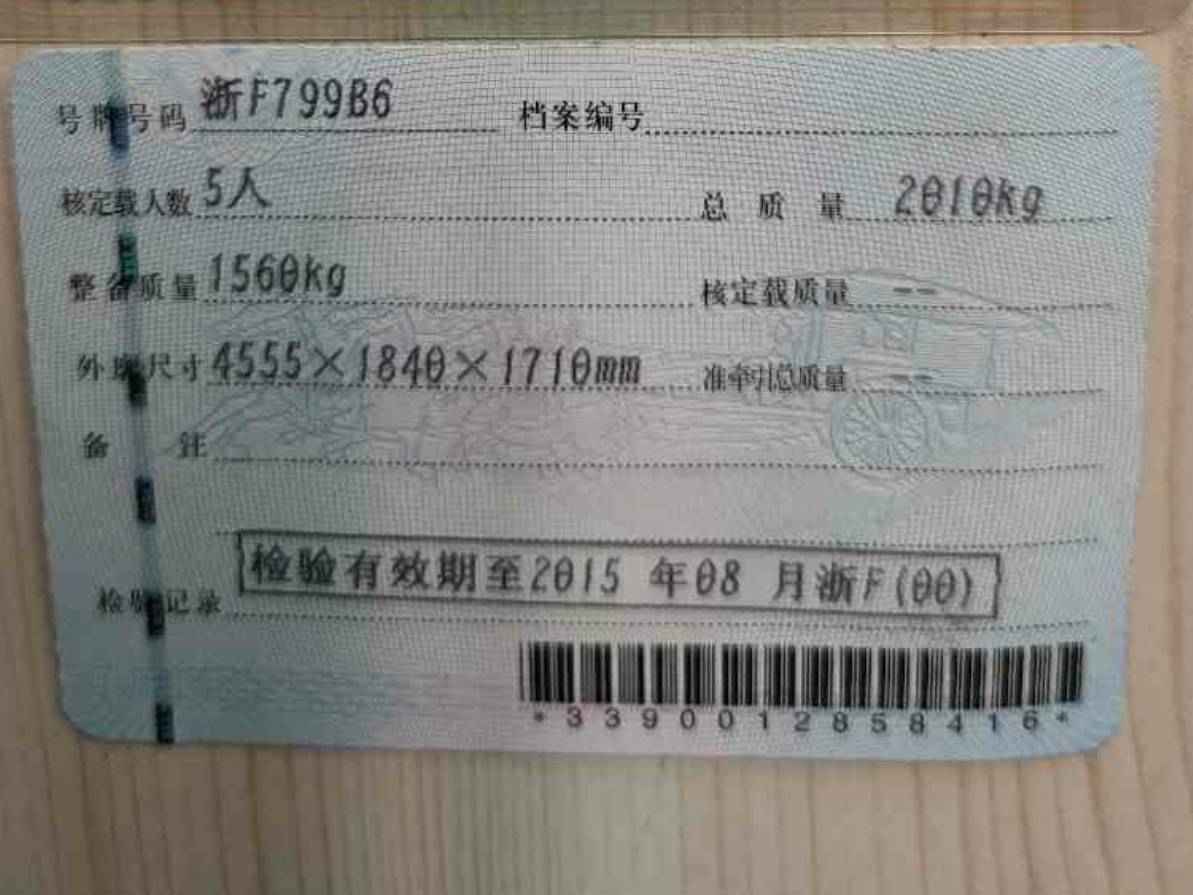 号牌号码 浙F799B6 档案编号
核定载人数 5人 总质量 2010kg
整备质量 1560kg 核定载质量 --
外廓尺寸 4555×1840×1710mm 准牵引总质量 --
备注
检验记录 检验有效期至2015 年08 月浙F(00)
*3390012858416*